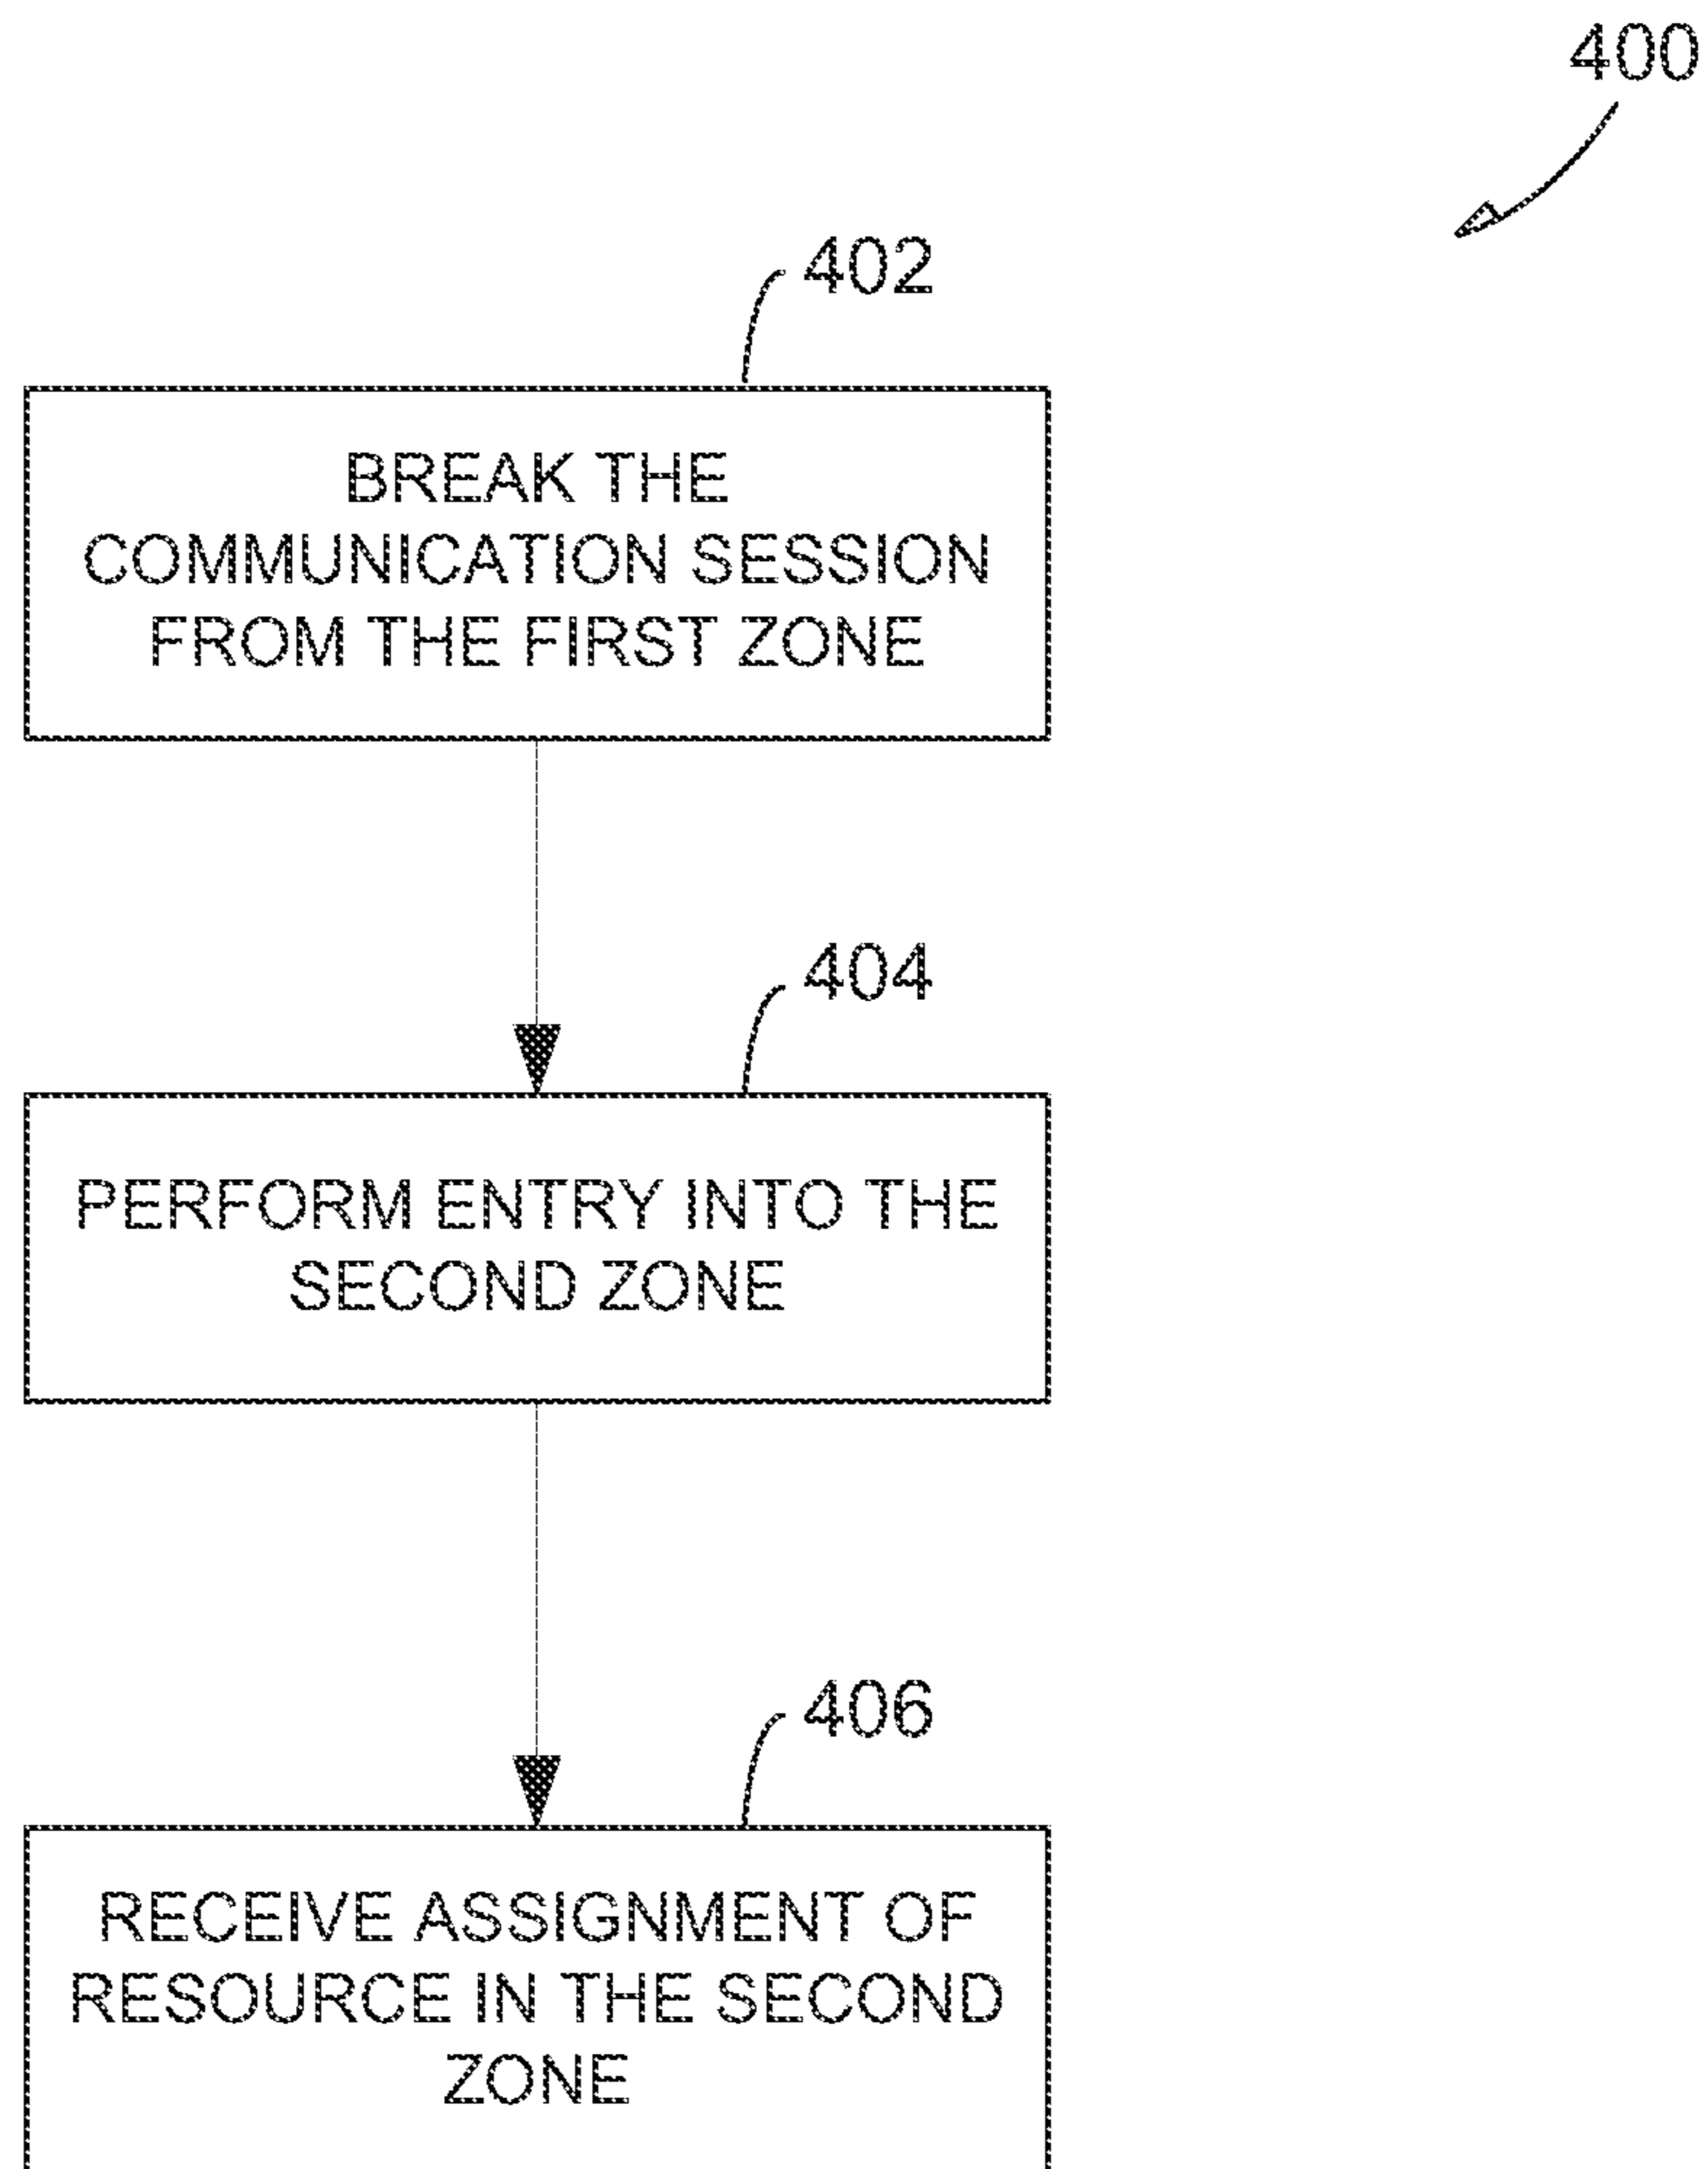 400
402
BREAK THE
COMMUNICATION SESSION
FROM THE FIRST ZONE
404
PERFORM ENTRY INTO THE
SECOND ZONE
406
RECEIVE ASSIGNMENT OF
RESOURCE IN THE SECOND
ZONE